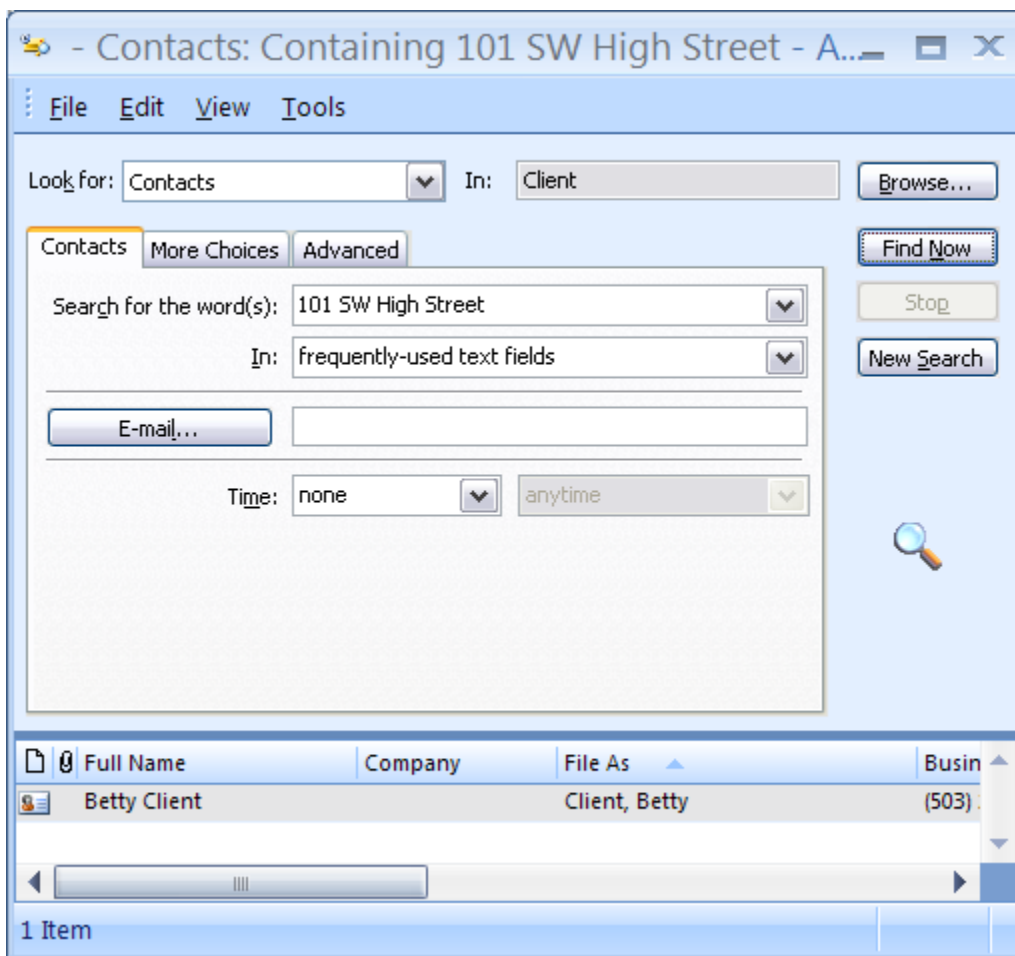 - Contacts: Containing 101 SW High Street - A...
File Edit View Tools
Look for: Contacts In: Client Browse...
Contacts More Choices Advanced Find Now
Search for the word(s): 101 SW High Street Stop
In: frequently-used text fields New Search
E-mail...
Time: none anytime
Full Name Company File As Busin
Betty Client Client, Betty (503)
1 Item